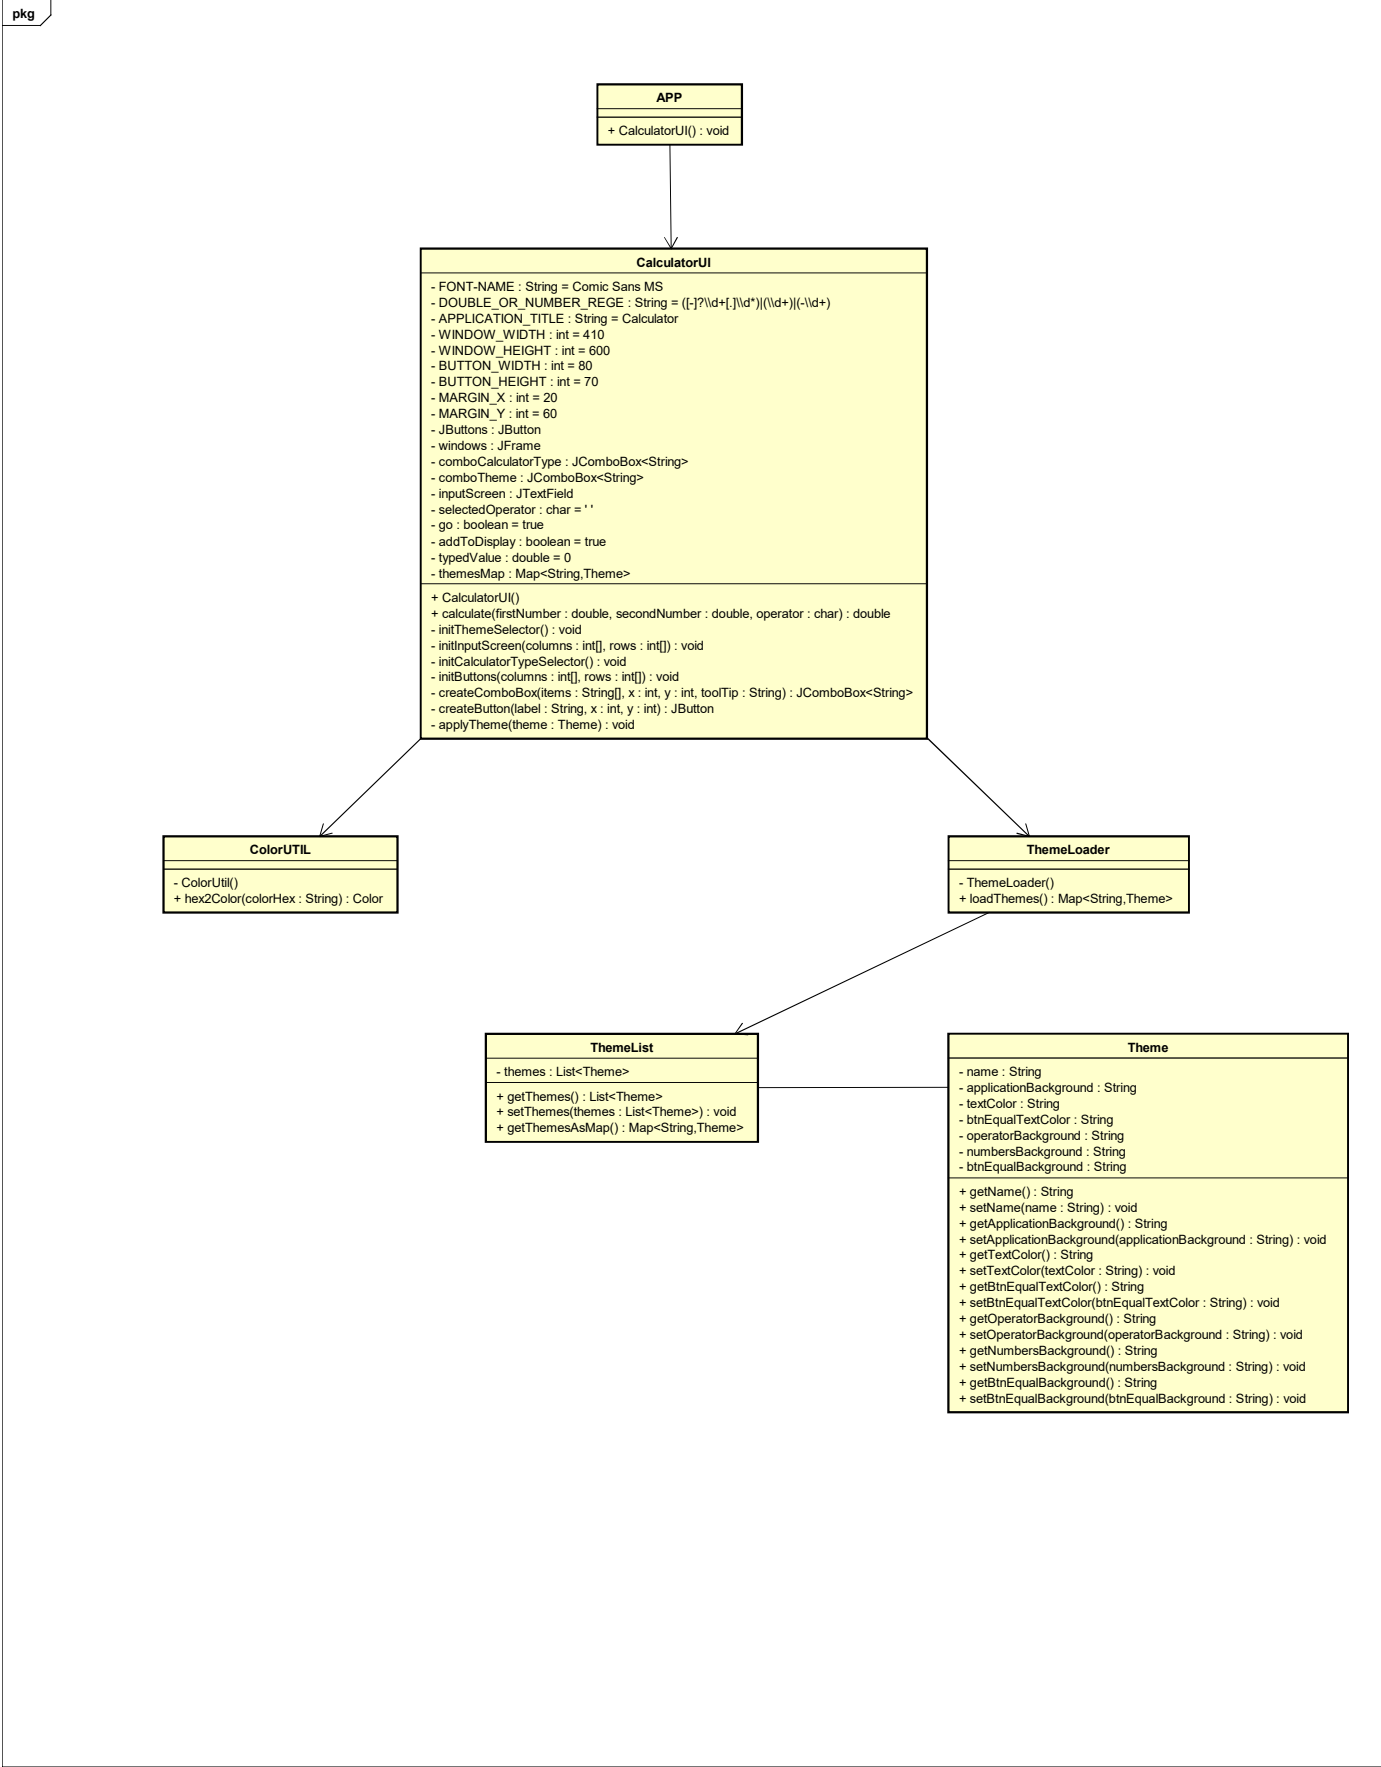 pkg
APP
+ CalculatorUI() : void
CalculatorUI
- FONT-NAME : String = Comic Sans MS
- DOUBLE_OR_NUMBER_REGE : String = ([-]?\\d+[.]\\d*)|(\\d+)|(-\\d+)
- APPLICATION_TITLE : String = Calculator
- WINDOW_WIDTH : int = 410
- WINDOW_HEIGHT : int = 600
- BUTTON_WIDTH : int = 80
- BUTTON_HEIGHT : int = 70
- MARGIN_X : int = 20
- MARGIN_Y : int = 60
- JButtons : JButton
- windows : JFrame
- comboCalculatorType : JComboBox<String>
- comboTheme : JComboBox<String>
- inputScreen : JTextField
- selectedOperator : char = ' '
- go : boolean = true
- addToDisplay : boolean = true
- typedValue : double = 0
- themesMap : Map<String,Theme>
+ CalculatorUI()
+ calculate(firstNumber : double, secondNumber : double, operator : char) : double
- initThemeSelector() : void
- initInputScreen(columns : int[], rows : int[]) : void
- initCalculatorTypeSelector() : void
- initButtons(columns : int[], rows : int[]) : void
- createComboBox(items : String[], x : int, y : int, toolTip : String) : JComboBox<String>
- createButton(label : String, x : int, y : int) : JButton
- applyTheme(theme : Theme) : void
ColorUTIL
- ColorUtil()
+ hex2Color(colorHex : String) : Color
ThemeLoader
- ThemeLoader()
+ loadThemes() : Map<String,Theme>
ThemeList
- themes : List<Theme>
+ getThemes() : List<Theme>
+ setThemes(themes : List<Theme>) : void
+ getThemesAsMap() : Map<String,Theme>
Theme
- name : String
- applicationBackground : String
- textColor : String
- btnEqualTextColor : String
- operatorBackground : String
- numbersBackground : String
- btnEqualBackground : String
+ getName() : String
+ setName(name : String) : void
+ getApplicationBackground() : String
+ setApplicationBackground(applicationBackground : String) : void
+ getTextColor() : String
+ setTextColor(textColor : String) : void
+ getBtnEqualTextColor() : String
+ setBtnEqualTextColor(btnEqualTextColor : String) : void
+ getOperatorBackground() : String
+ setOperatorBackground(operatorBackground : String) : void
+ getNumbersBackground() : String
+ setNumbersBackground(numbersBackground : String) : void
+ getBtnEqualBackground() : String
+ setBtnEqualBackground(btnEqualBackground : String) : void